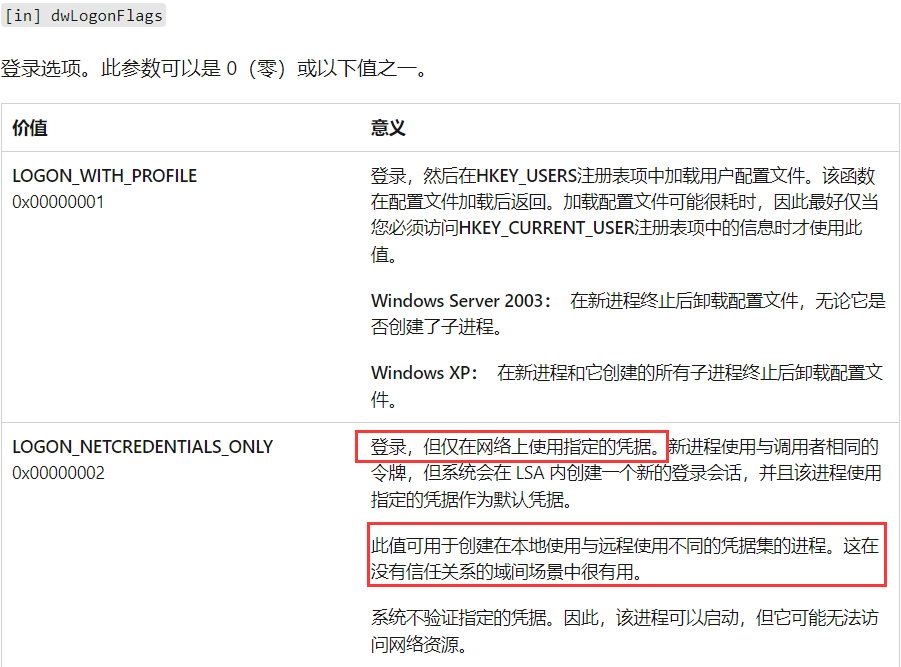 [in] dwLogonFlags
登录选项。此参数可以是 0（零）或以下值之一。
价值 意义
LOGON_WITH_PROFILE
0x00000001
登录，然后在HKEY_USERS注册表项中加载用户配置文件。该函数
在配置文件加载后返回。加载配置文件可能很耗时，因此最好仅当
您必须访问HKEY_CURRENT_USER注册表项中的信息时才使用此
值。
Windows Server 2003： 在新进程终止后卸载配置文件，无论它是
否创建了子进程。
Windows XP： 在新进程和它创建的所有子进程终止后卸载配置文
件。
LOGON_NETCREDENTIALS_ONLY
0x00000002
登录，但仅在网络上使用指定的凭据。新进程使用与调用者相同的
令牌，但系统会在 LSA 内创建一个新的登录会话，并且该进程使用
指定的凭据作为默认凭据。
此值可用于创建在本地使用与远程使用不同的凭据集的进程。这在
没有信任关系的域间场景中很有用。
系统不验证指定的凭据。因此，该进程可以启动，但它可能无法访
问网络资源。